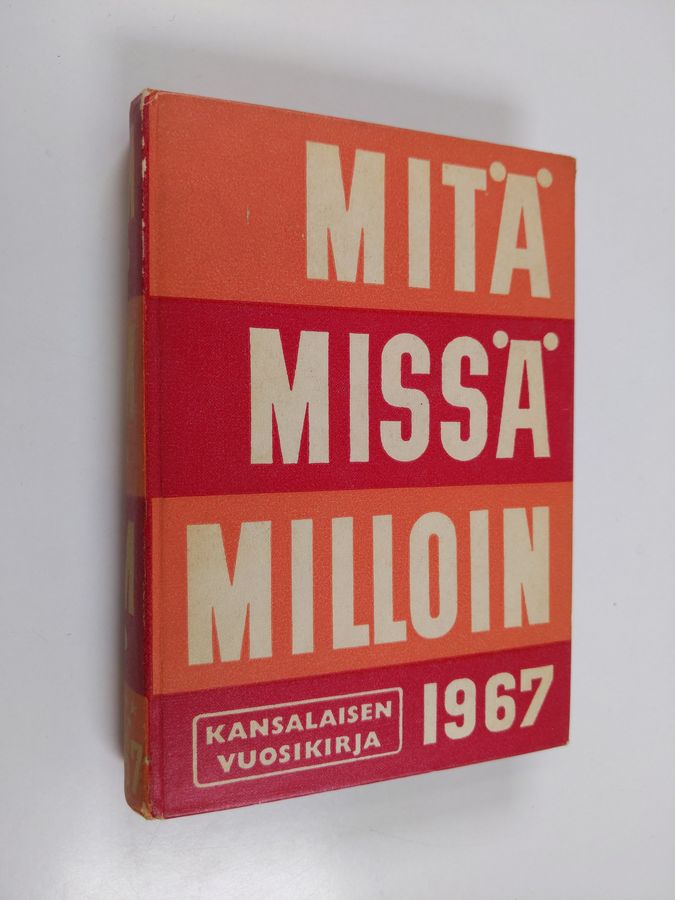 MITÄ
MISSÄ
MILLOIN
KANSALAISEN
VUOSIKIRJA
1967